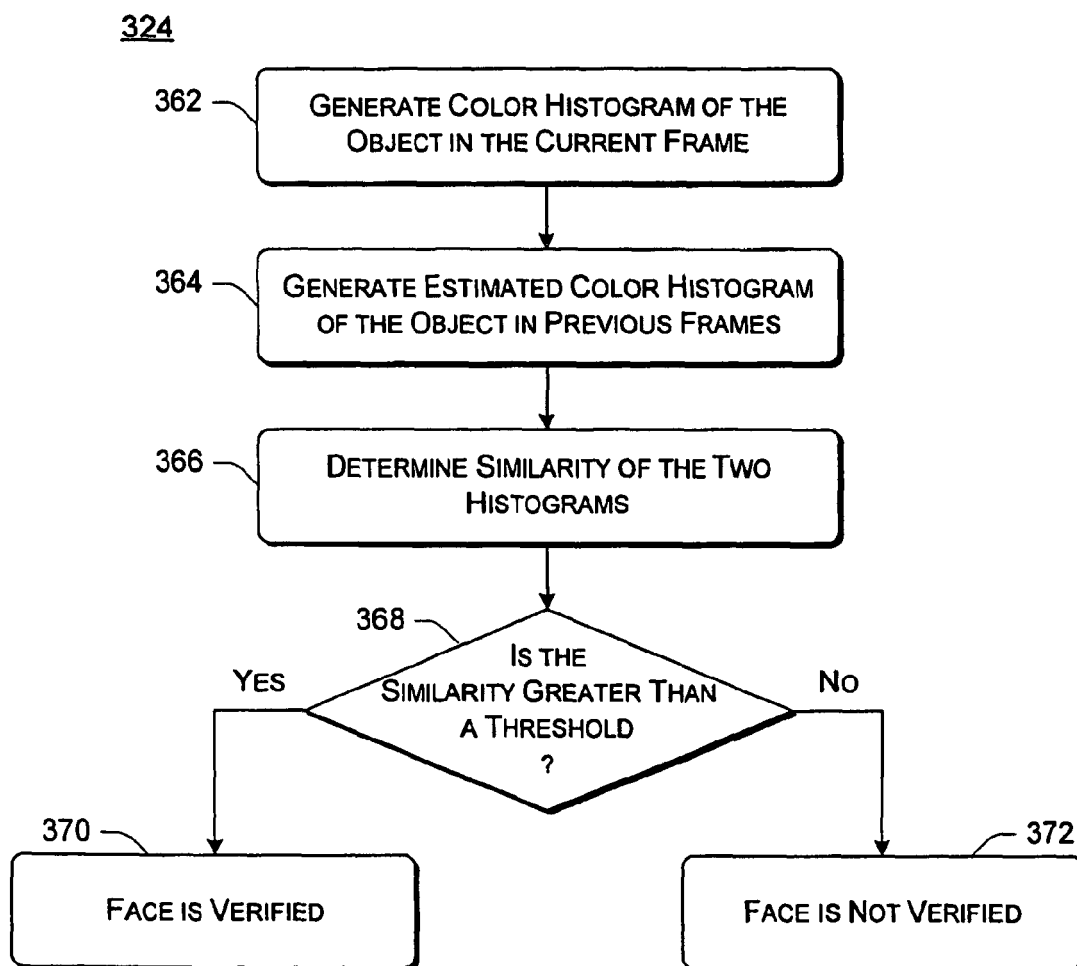 324
362
GENERATE COLOR HISTOGRAM OF THE
OBJECT IN THE CURRENT FRAME
364
GENERATE ESTIMATED COLOR HISTOGRAM
OF THE OBJECT IN PREVIOUS FRAMES
366
DETERMINE SIMILARITY OF THE TWO
HISTOGRAMS
368
IS THE
SIMILARITY GREATER THAN
A THRESHOLD
?
YES
NO
370
FACE IS VERIFIED
372
FACE IS NOT VERIFIED